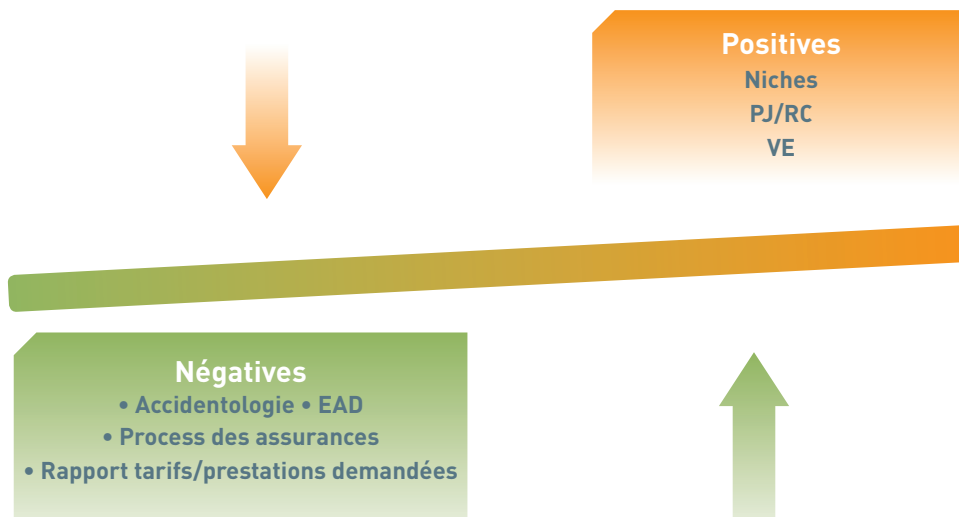 Positives
Niches
PJ/RC
VE
Négatives
• Accidentologie • EAD
• Process des assurances
• Rapport tarifs/prestations demandées